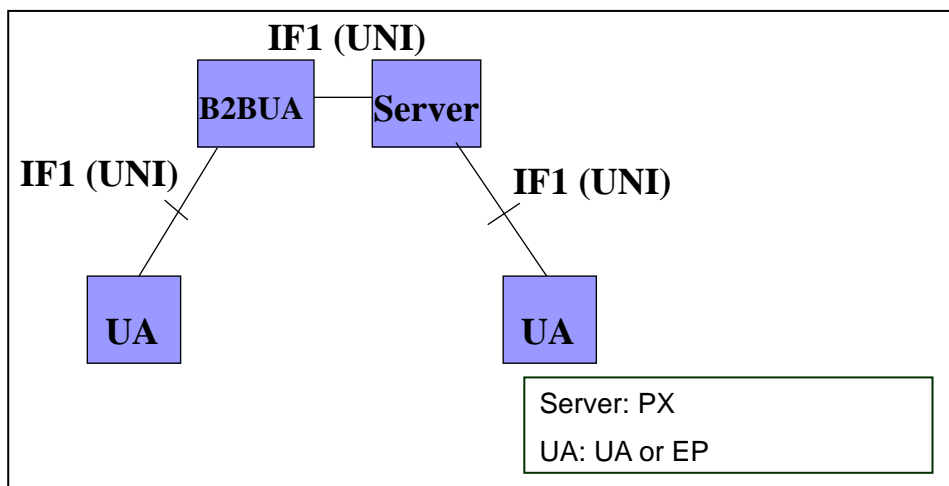 IF1 (UNI)
B2BUA
Server
IF1 (UNI)
IF1 (UNI)
UA
UA
Server: PX
UA: UA or EP